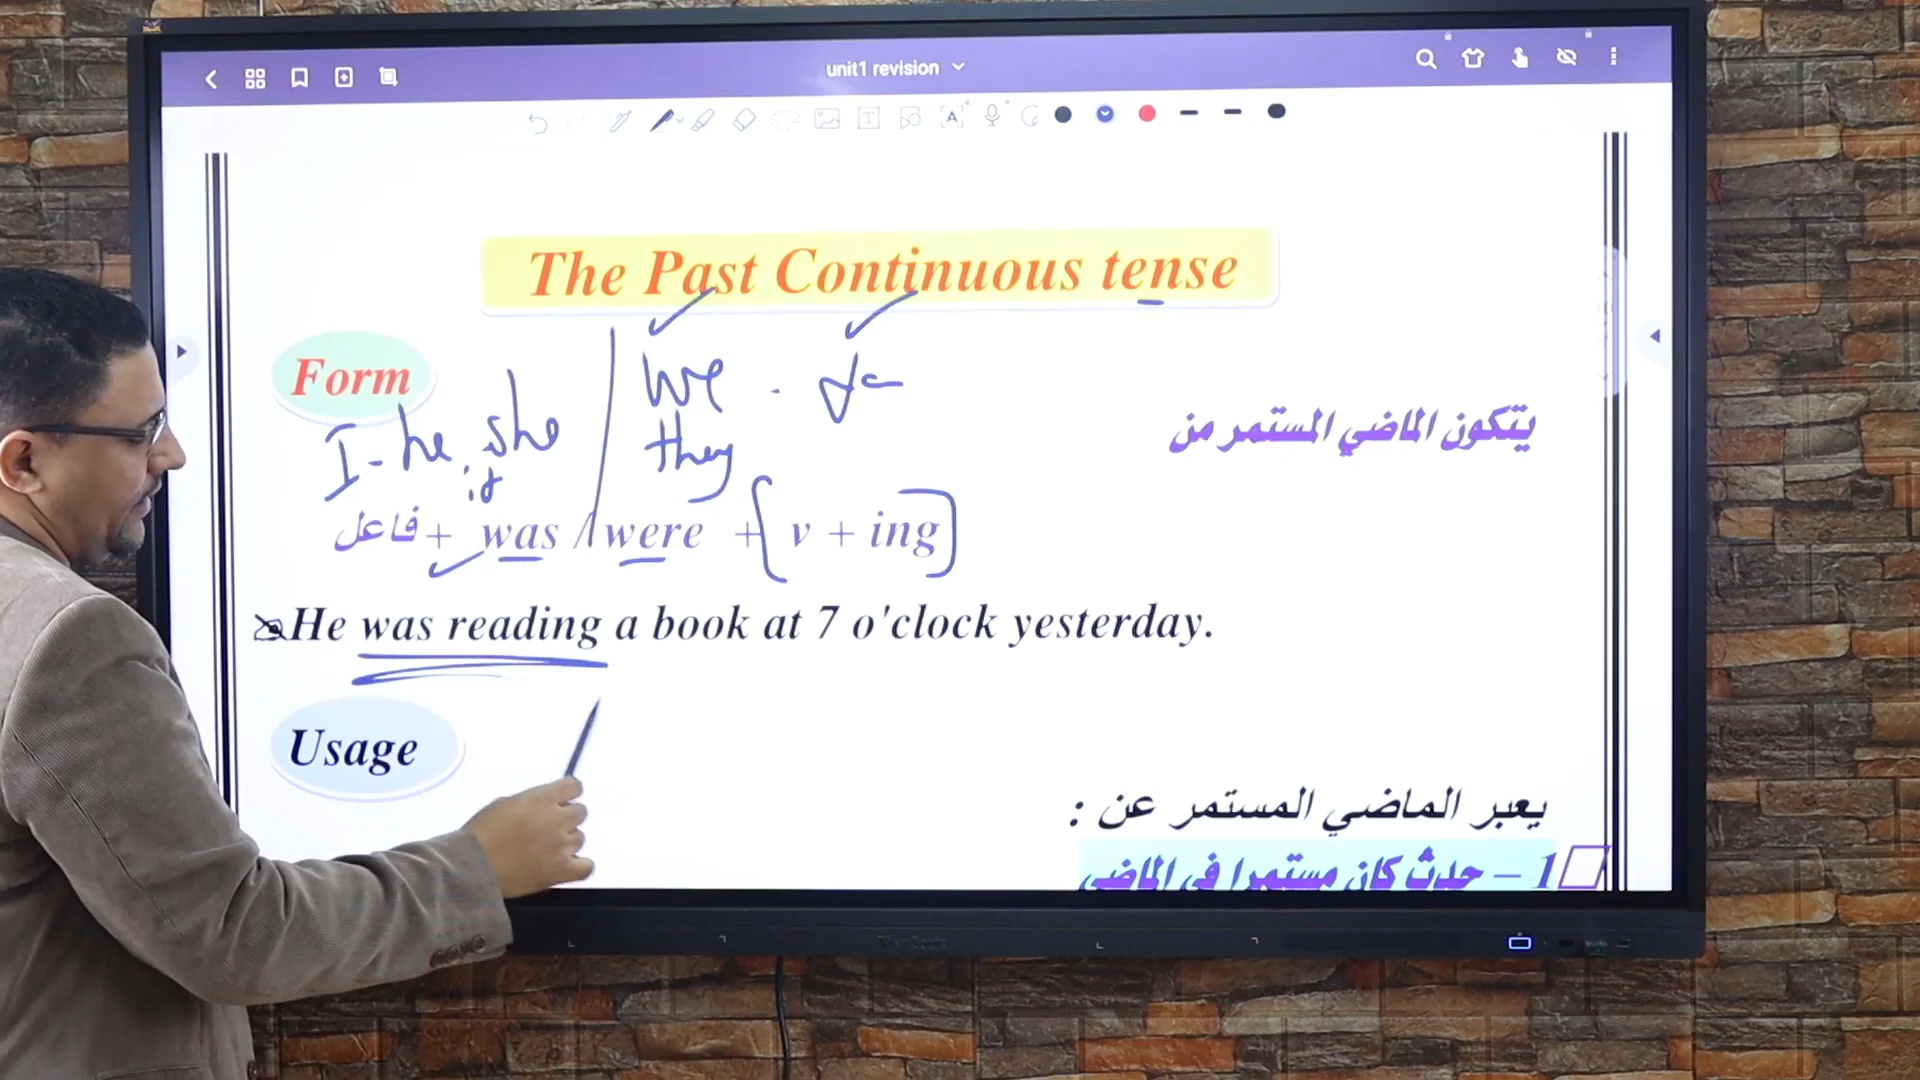 unit1 revision
The Past Continuous tense
Form
we
they
I - he . she
it
يتكون الماضي المستمر من
فاعل + was / were + [ v + ing ]
He was reading a book at 7 o'clock yesterday.
Usage
يعبر الماضي المستمر عن :
1 – حدث كان مستمرا في الماضي